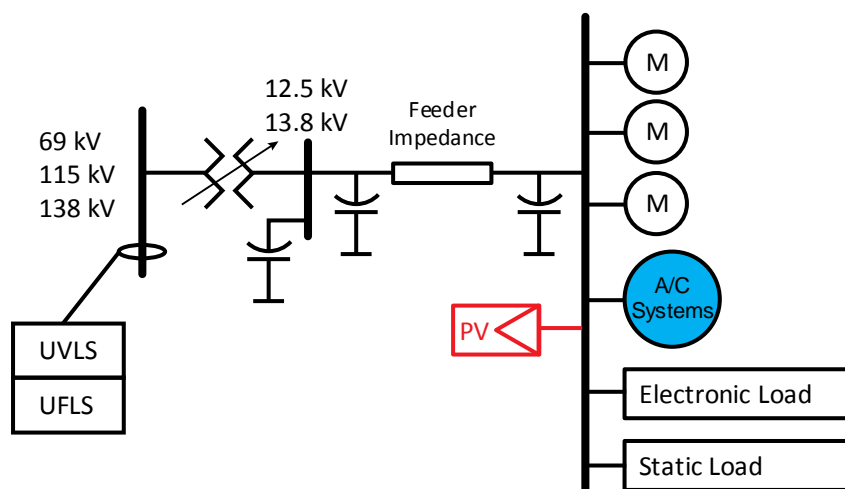 69 kV
115 kV
138 kV
12.5 kV
13.8 kV
Feeder
Impedance
M
M
M
A/C
Systems
PV
UVLS
UFLS
Electronic Load
Static Load